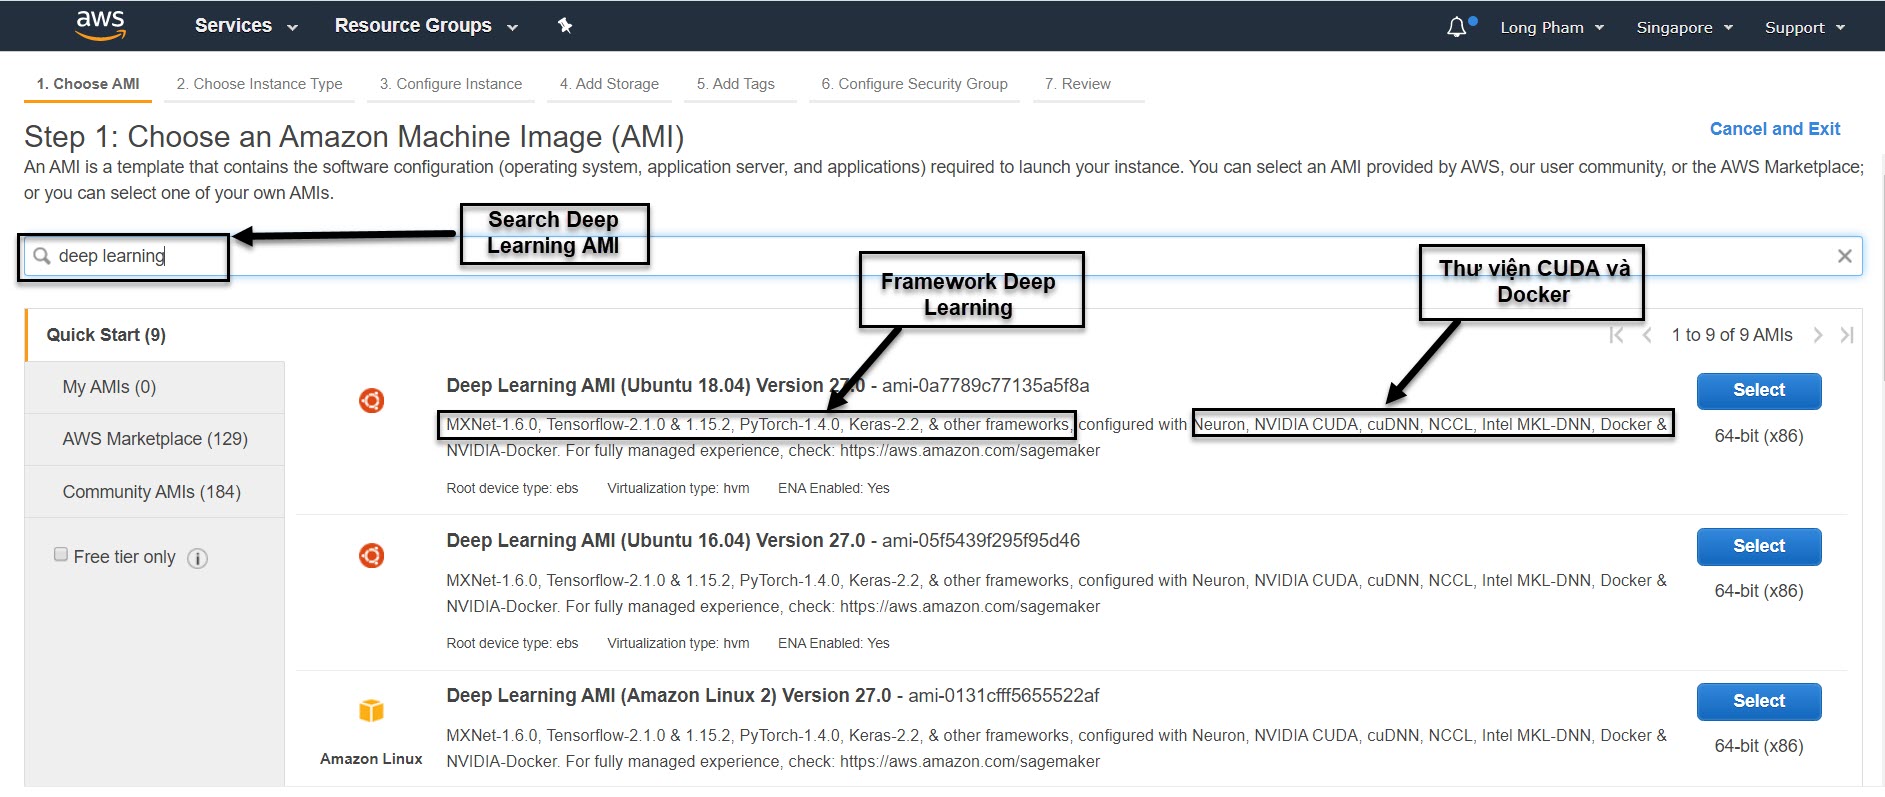 aws
Services
Resource Groups
Long Pham
Singapore
Support
1. Choose AMI
2. Choose Instance Type
3. Configure Instance
4. Add Storage
5. Add Tags
6. Configure Security Group
7. Review
Step 1: Choose an Amazon Machine Image (AMI)
Cancel and Exit
An AMI is a template that contains the software configuration (operating system, application server, and applications) required to launch your instance. You can select an AMI provided by AWS, our user community, or the AWS Marketplace;
or you can select one of your own AMIs.
Search Deep
Learning AMI
deep learning
Framework Deep
Learning
Thư viện CUDA và
Docker
Quick Start (9)
My AMIs (0)
AWS Marketplace (129)
Community AMIs (184)
Free tier only
1 to 9 of 9 AMIs
Deep Learning AMI (Ubuntu 18.04) Version 27.0 - ami-0a7789c77135a5f8a
MXNet-1.6.0, Tensorflow-2.1.0 & 1.15.2, PyTorch-1.4.0, Keras-2.2, & other frameworks, configured with Neuron, NVIDIA CUDA, cuDNN, NCCL, Intel MKL-DNN, Docker &
NVIDIA-Docker. For fully managed experience, check: https://aws.amazon.com/sagemaker
Root device type: ebs
Virtualization type: hvm
ENA Enabled: Yes
Select
64-bit (x86)
Deep Learning AMI (Ubuntu 16.04) Version 27.0 - ami-05f5439f295f95d46
MXNet-1.6.0, Tensorflow-2.1.0 & 1.15.2, PyTorch-1.4.0, Keras-2.2, & other frameworks, configured with Neuron, NVIDIA CUDA, cuDNN, NCCL, Intel MKL-DNN, Docker &
NVIDIA-Docker. For fully managed experience, check: https://aws.amazon.com/sagemaker
Root device type: ebs
Virtualization type: hvm
ENA Enabled: Yes
Select
64-bit (x86)
Amazon Linux
Deep Learning AMI (Amazon Linux 2) Version 27.0 - ami-0131cfff5655522af
MXNet-1.6.0, Tensorflow-2.1.0 & 1.15.2, PyTorch-1.4.0, Keras-2.2, & other frameworks, configured with Neuron, NVIDIA CUDA, cuDNN, NCCL, Intel MKL-DNN, Docker &
NVIDIA-Docker. For fully managed experience, check: https://aws.amazon.com/sagemaker
Select
64-bit (x86)